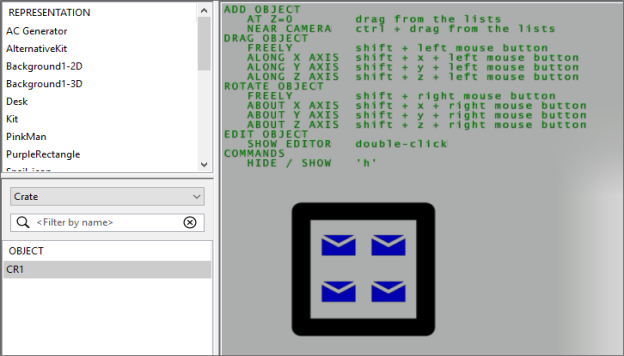 REPRESENTATION
AC Generator
AlternativeKit
Background1-2D
Background1-3D
Desk
Kit
PinkMan
PurpleRectangle
Crate
<Filter by name>
OBJECT
CR1
ADD OBJECT
AT Z=0 drag from the lists
NEAR CAMERA ctrl + drag from the lists
DRAG OBJECT
FREELY shift + left mouse button
ALONG X AXIS shift + x + left mouse button
ALONG Y AXIS shift + y + left mouse button
ALONG Z AXIS shift + z + left mouse button
ROTATE OBJECT
FREELY shift + right mouse button
ABOUT X AXIS shift + x + right mouse button
ABOUT Y AXIS shift + y + right mouse button
ABOUT Z AXIS shift + z + right mouse button
EDIT OBJECT
SHOW EDITOR double-click
COMMANDS
HIDE / SHOW 'h'